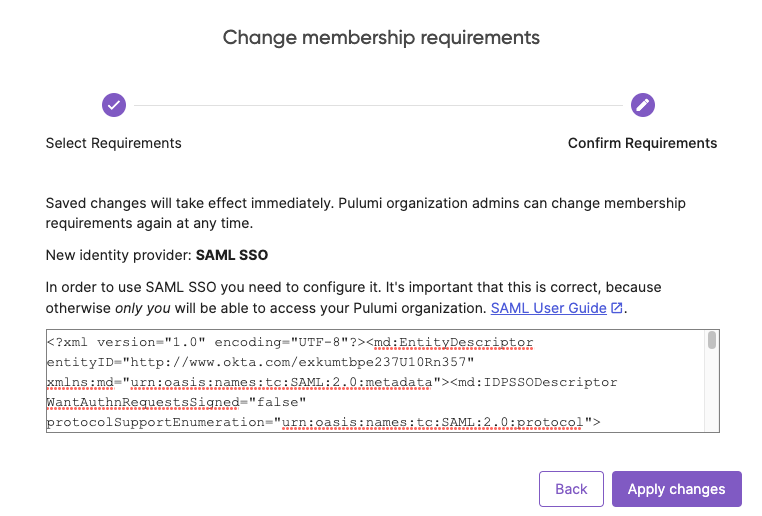 Change membership requirements
Select Requirements
Confirm Requirements
Saved changes will take effect immediately. Pulumi organization admins can change membership
requirements again at any time.
New identity provider: SAML SSO
In order to use SAML SSO you need to configure it. It's important that this is correct, because
otherwise only you will be able to access your Pulumi organization. SAML User Guide.
<?xml version="1.0" encoding="UTF-8"?><md:EntityDescriptor
entityID="http://www.okta.com/exkumtbpe237U10Rn357"
xmlns:md="urn:oasis:names:tc:SAML:2.0:metadata"><md:IDPSSODescriptor
WantAuthnRequestsSigned="false"
protocolSupportEnumeration="urn:oasis:names:tc:SAML:2.0:protocol">
Back
Apply changes